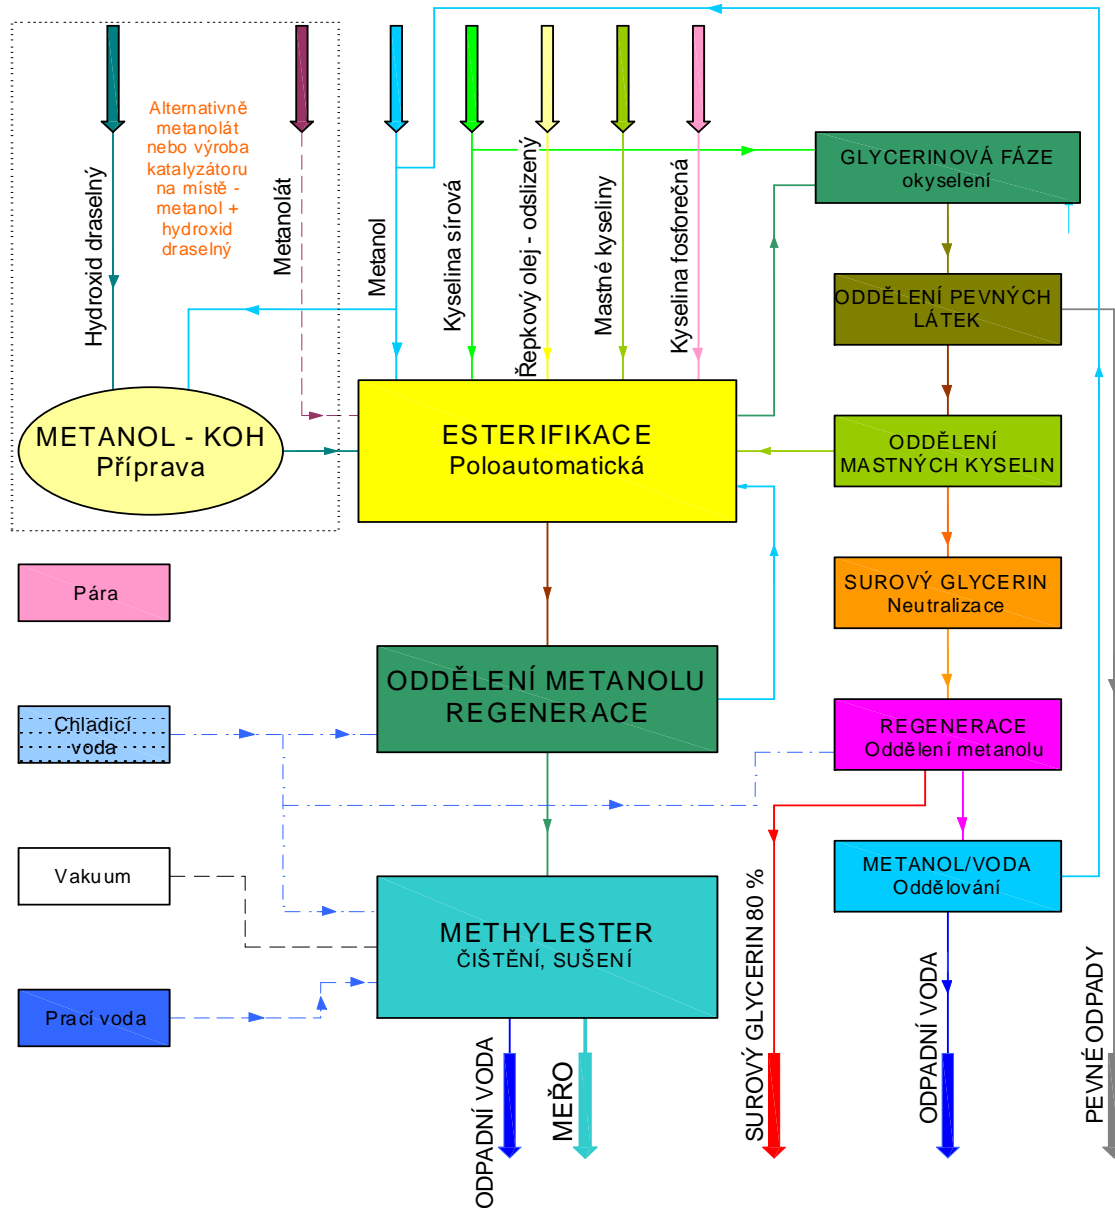 Alternativně
metanolát
nebo výroba
katalyzátoru
na místě -
metanol +
hydroxid
draselný
Hydroxid draselný
Metanolát
Metanol
Kyselina sírová
Řepkový olej - odslizený
Mastné kyseliny
Kyselina fosforečná
GLYCERINOVÁ FÁZE
okyselení
ODDĚLENÍ PEVNÝCH
LÁTEK
METANOL - KOH
Příprava
ESTERIFIKACE
Poloautomatická
ODDĚLENÍ
MASTNÝCH KYSELIN
Pára
SUROVÝ GLYCERIN
Neutralizace
ODDĚLENÍ METANOLU
REGENERACE
Chladicí
voda
REGENERACE
Oddělení metanolu
Vakuum
METANOL/VODA
Oddělování
METHYLESTER
ČIŠTĚNÍ, SUŠENÍ
Prací voda
ODPADNÍ VODA
MEŘO
SUROVÝ GLYCERIN 80 %
ODPADNÍ VODA
PEVNÉ ODPADY